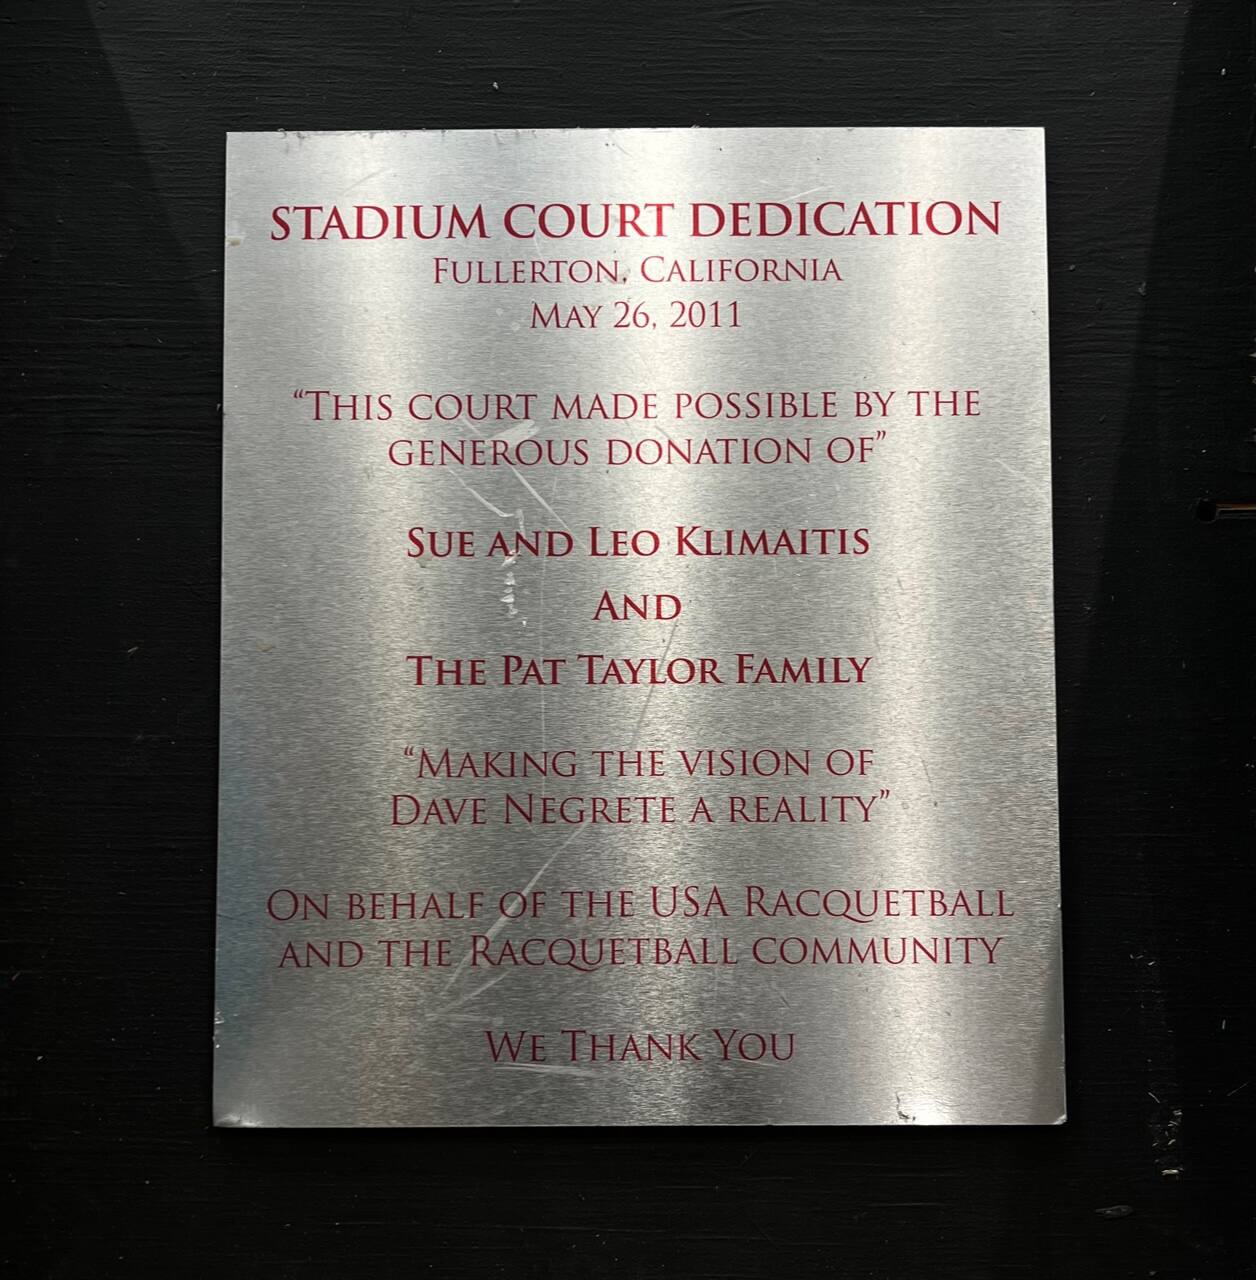 STADIUM COURT DEDICATION
FULLERTON, CALIFORNIA
MAY 26, 2011
“THIS COURT MADE POSSIBLE BY THE
GENEROUS DONATION OF”
SUE AND LEO KLIMAITIS
AND
THE PAT TAYLOR FAMILY
“MAKING THE VISION OF
DAVE NEGRETE A REALITY”
ON BEHALF OF THE USA RACQUETBALL
AND THE RACQUETBALL COMMUNITY
WE THANK YOU